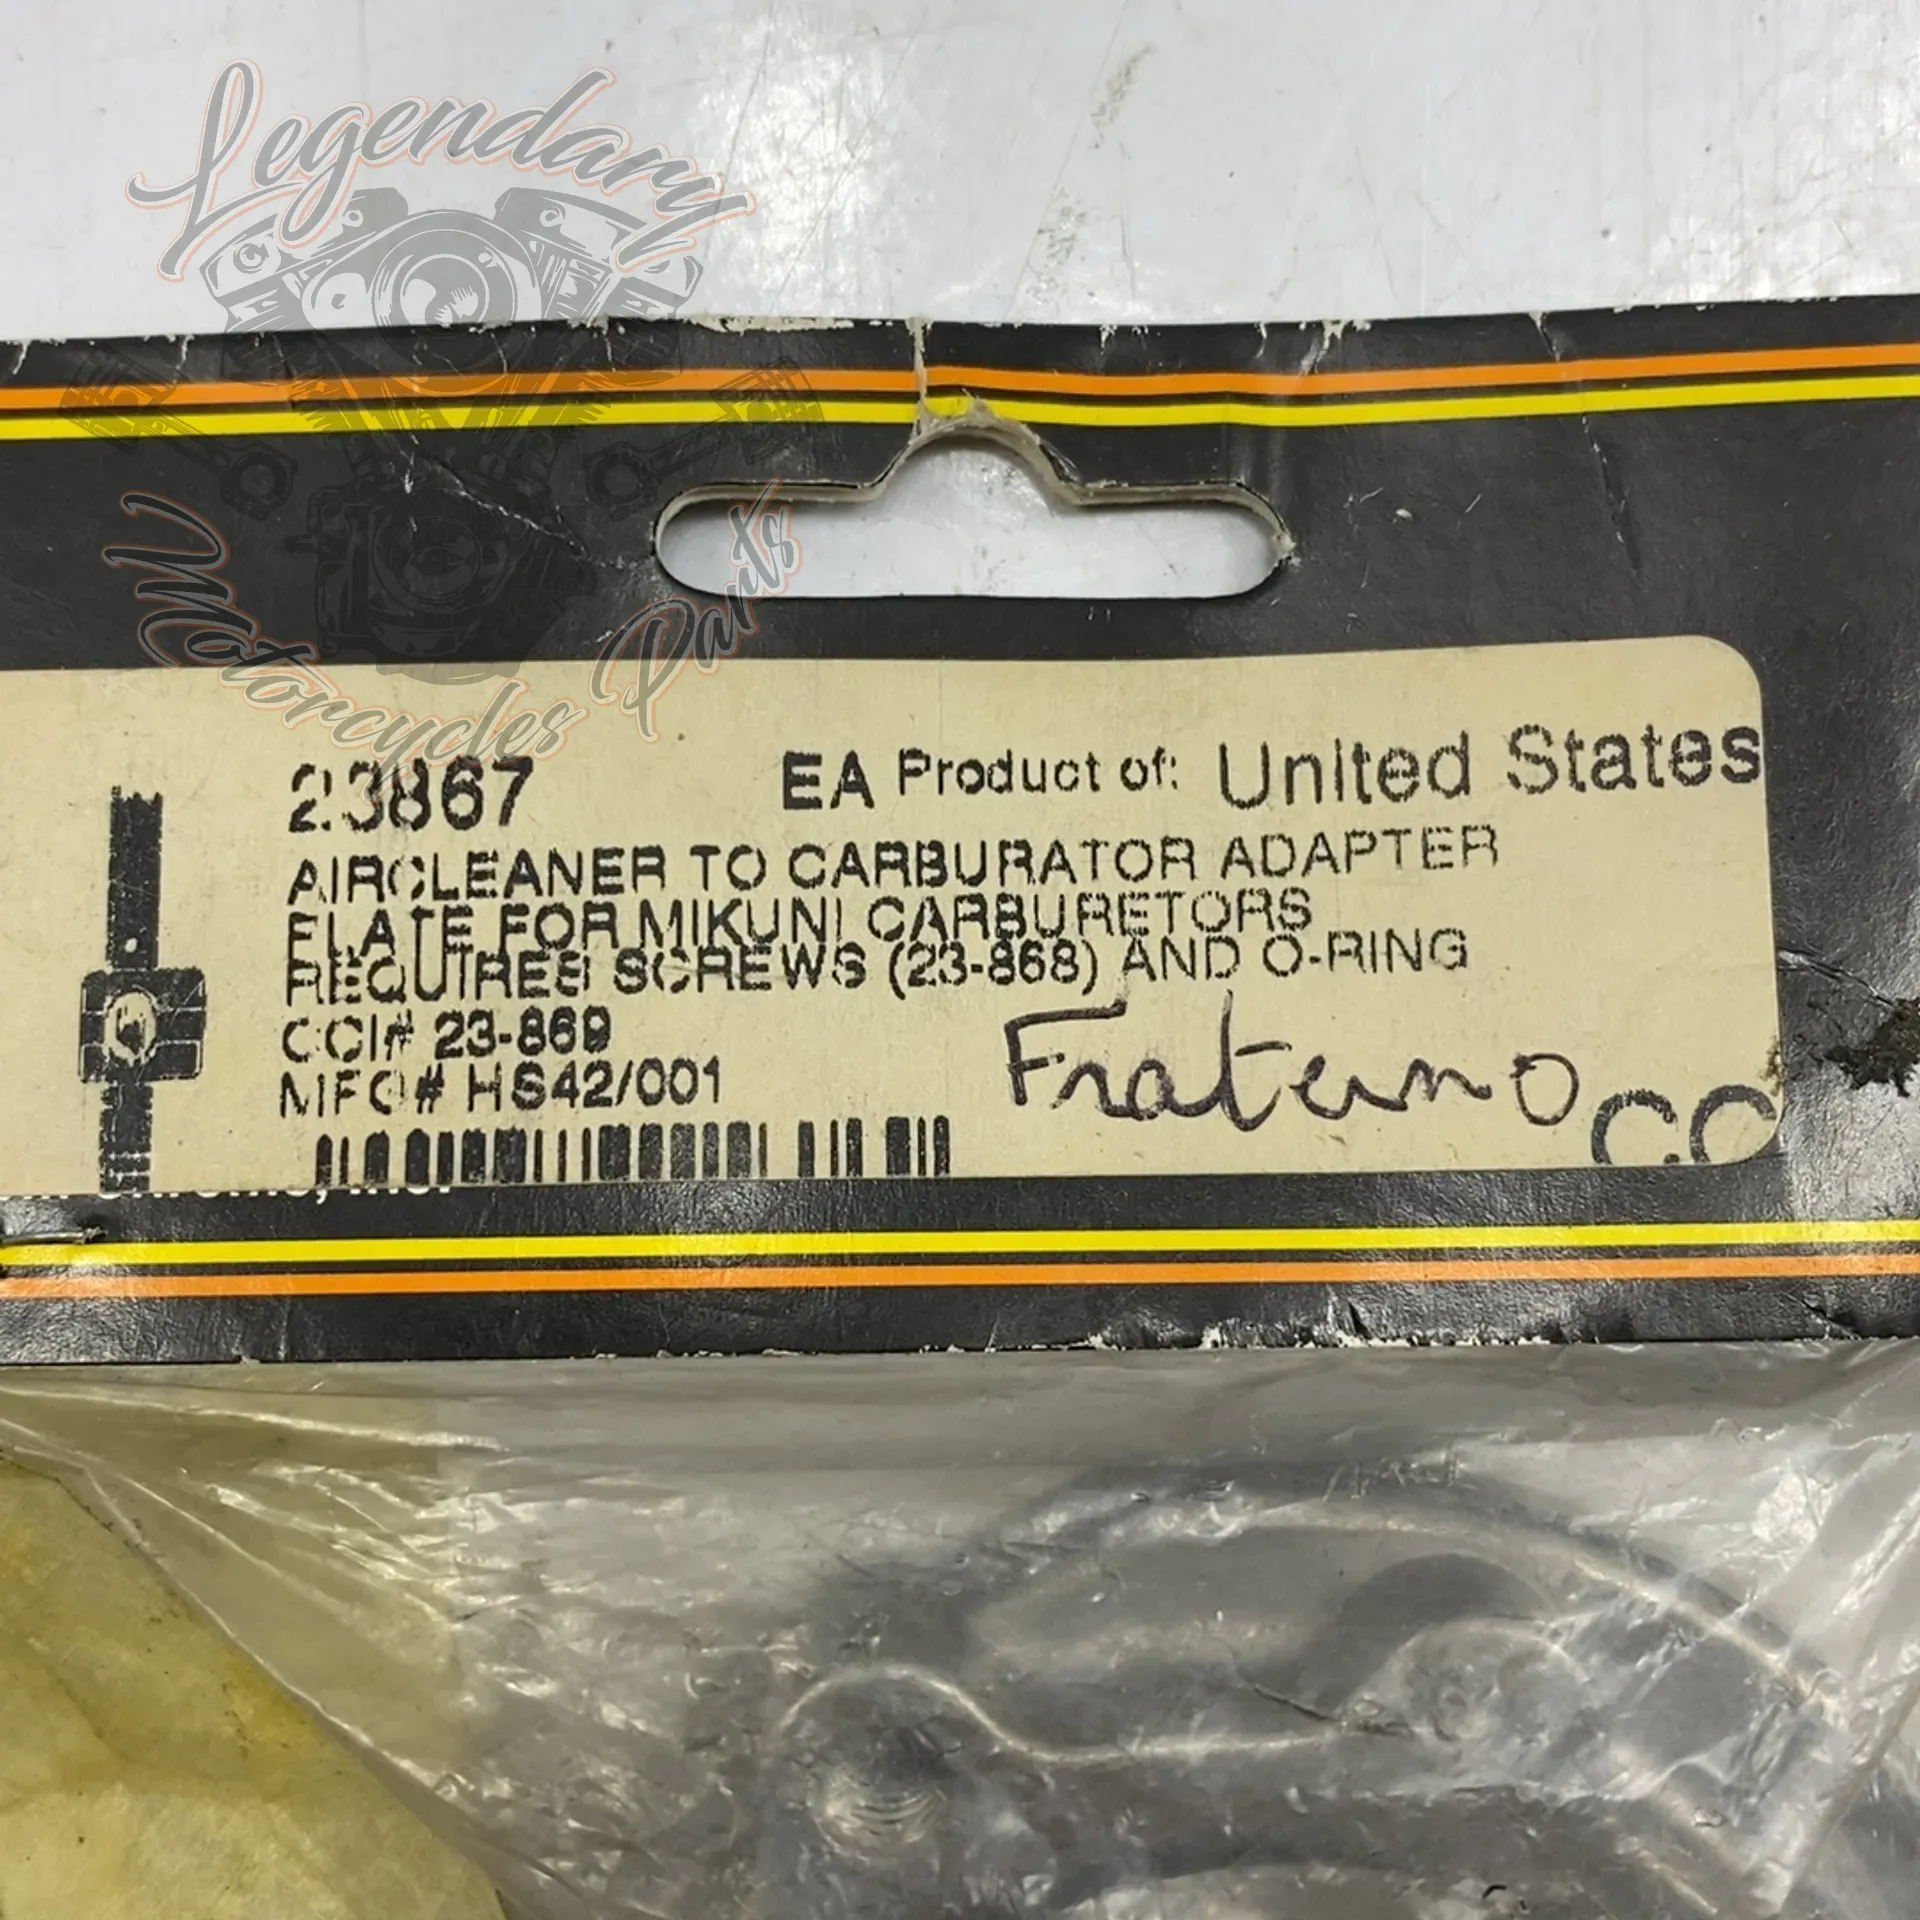 Legendary
Motorcycles Parts
23867 EA Product of: United States
AIRCLEANER TO CARBURATOR ADAPTER
PLATE FOR MIKUNI CARBURETORS
REQUIRES SCREWS (23-868) AND O-RING
CCI# 23-869
MFG# HS42/001
Fraterno
CC